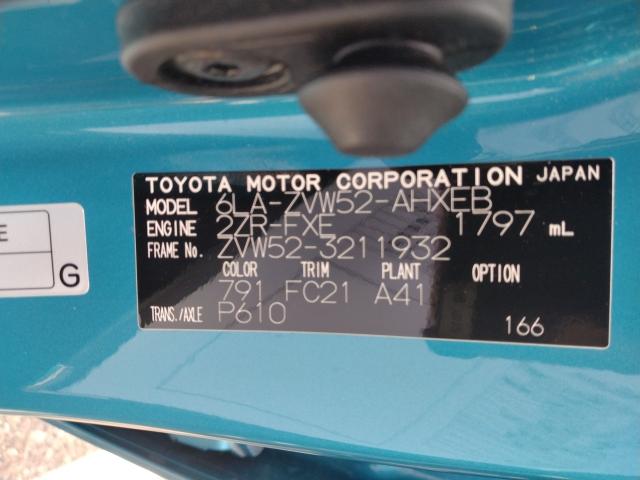 TOYOTA MOTOR CORPORATION JAPAN
MODEL 6LA-ZVW52-AHXEB
ENGINE 2ZR-FXE 1797 mL
FRAME No. ZVW52-3211932
COLOR TRIM PLANT OPTION
791 FC21 A41
TRANS./AXLE P610
166
E
G